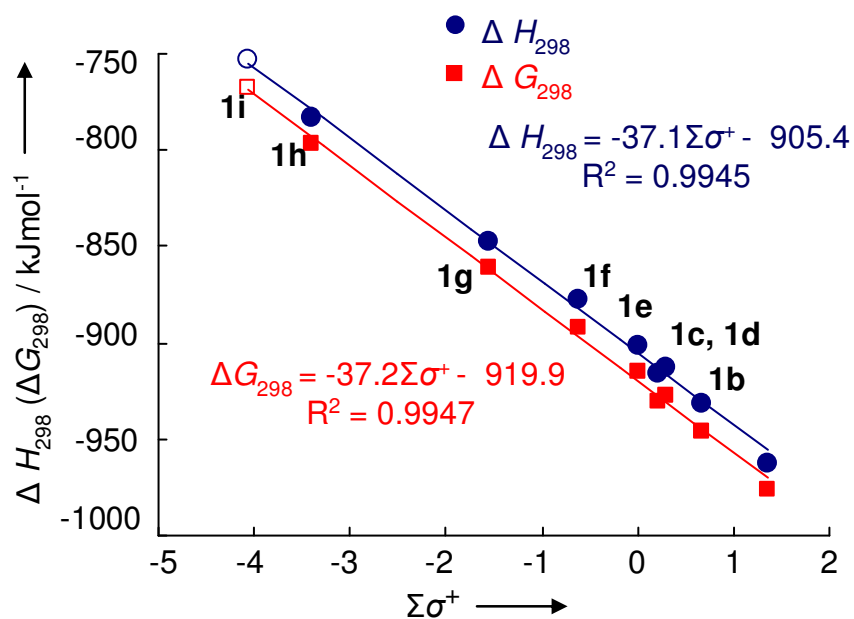 Δ H298
Δ G298
Δ H298 = -37.1Σσ+ - 905.4
R2 = 0.9945
ΔG298 = -37.2Σσ+ - 919.9
R2 = 0.9947
1i
1h
1g
1f
1e
1c, 1d
1b
Δ H298 (ΔG298) / kJmol-1
-750
-800
-850
-900
-950
-1000
-5 -4 -3 -2 -1 0 1 2
Σσ+